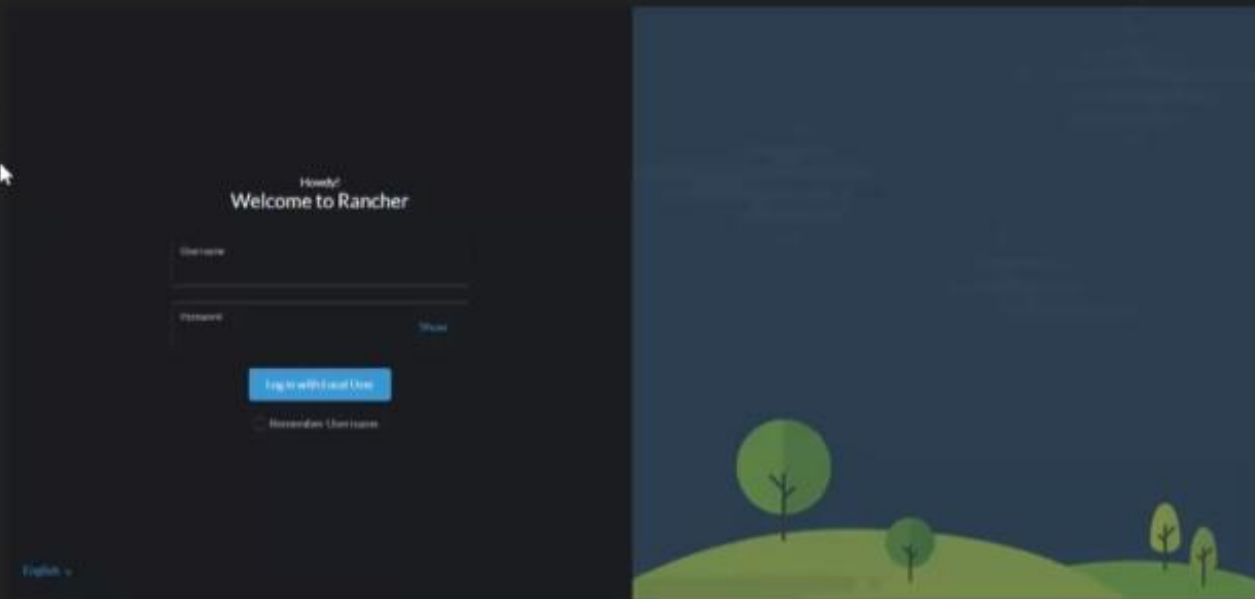 Howdy!
Welcome to Rancher
Username
Password
Show
Log in with Local User
Remember Username
English